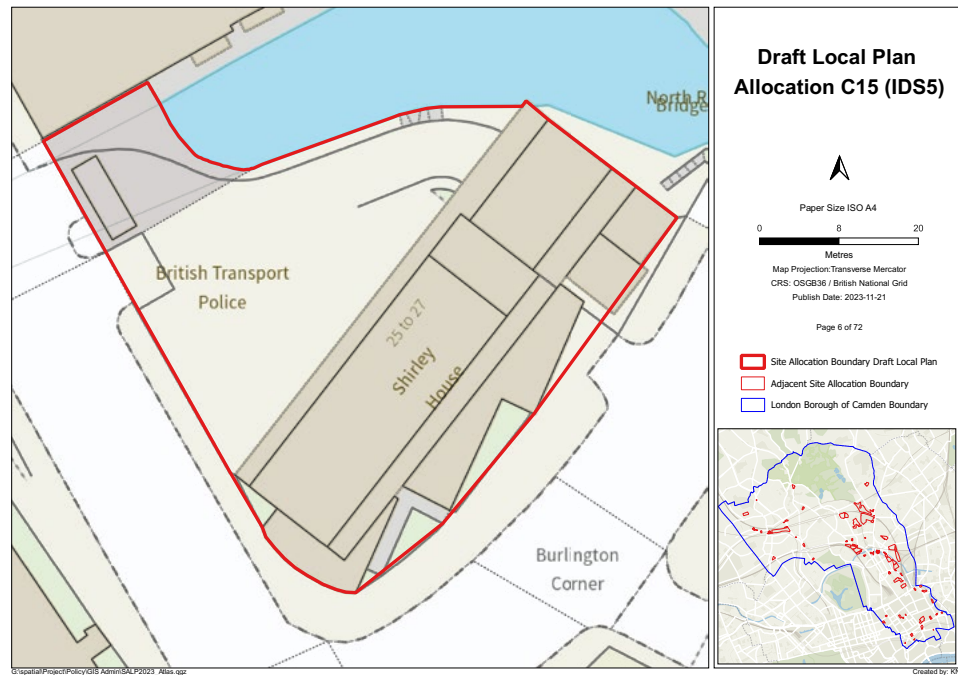 North R
Bridge
British Transport
Police
25 to 27
Shirley
House
Burlington
Corner
G:\spatial\Project\Policy\GIS Admin\SALP2023_Atlas.qgz
Draft Local Plan
Allocation C15 (IDS5)
Paper Size ISO A4
0 8 20
Metres
Map Projection:Transverse Mercator
CRS: OSGB36 / British National Grid
Publish Date: 2023-11-21
Page 6 of 72
Site Allocation Boundary Draft Local Plan
Adjacent Site Allocation Boundary
London Borough of Camden Boundary
Created by: